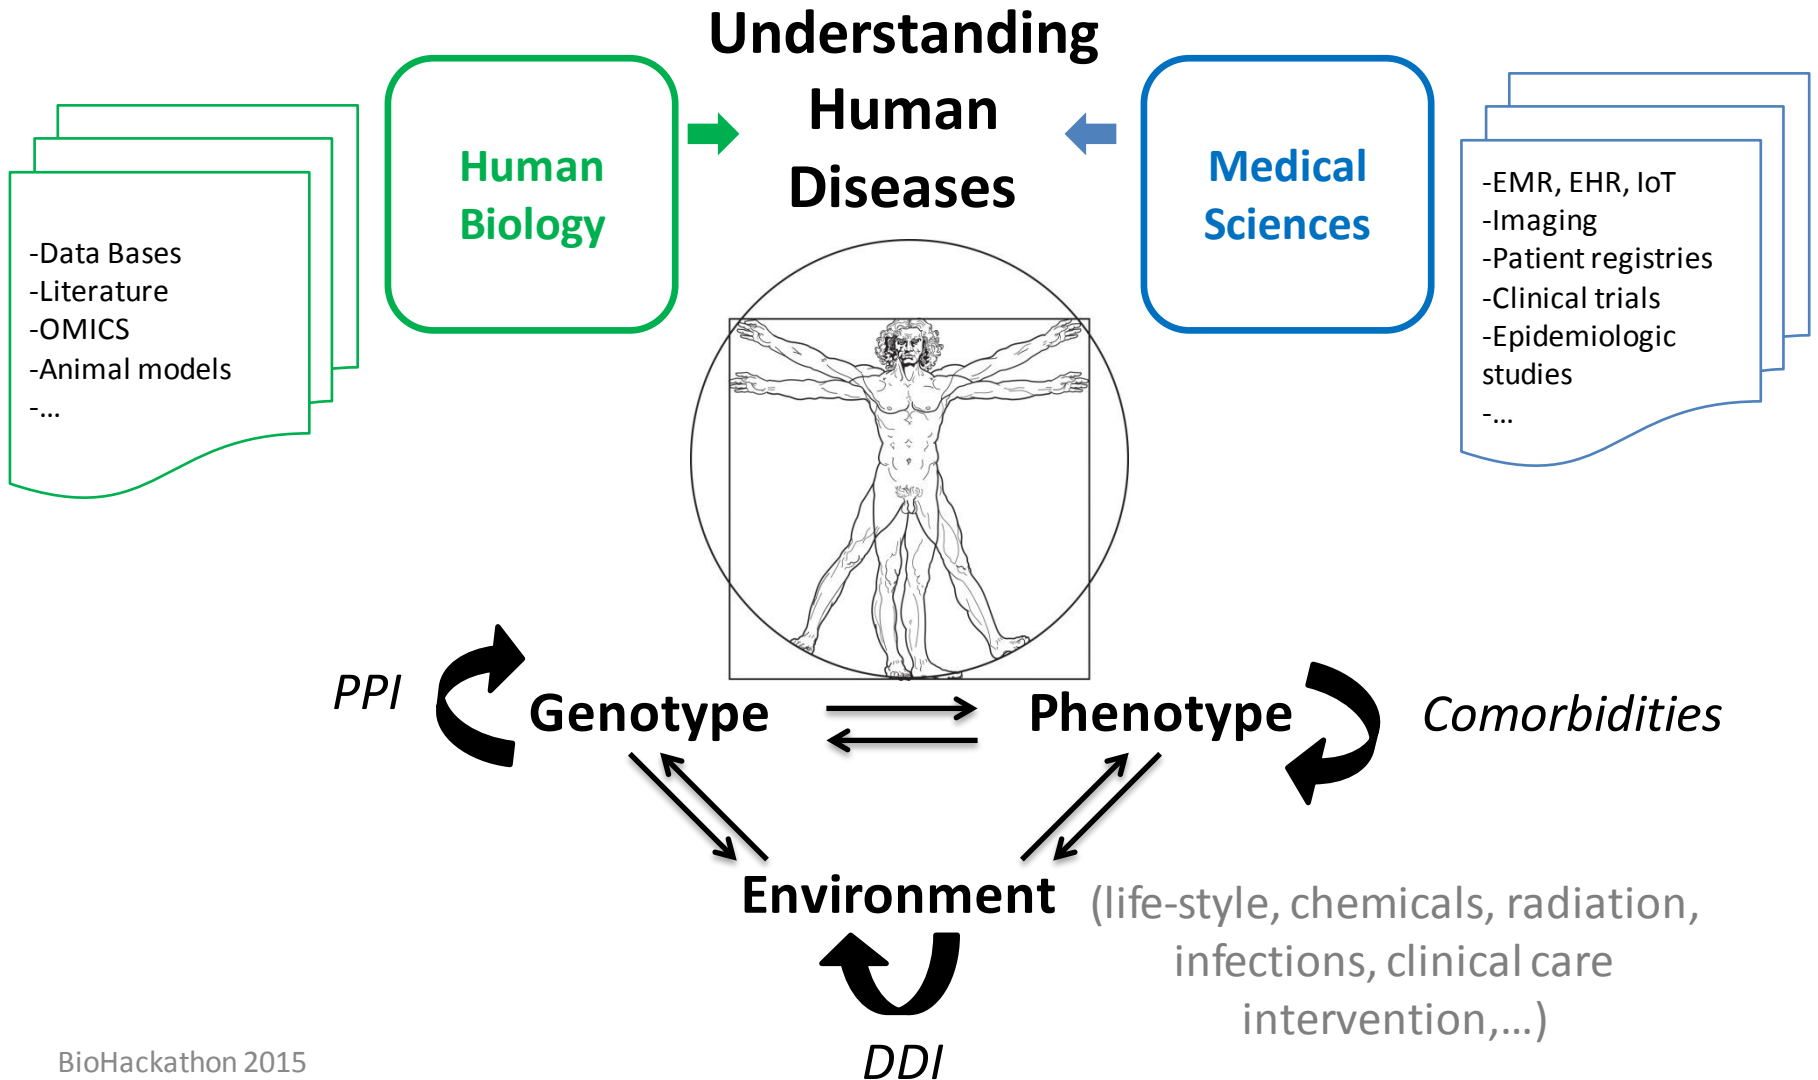 Understanding
Human
Diseases
Human
Biology
Medical
Sciences
-Data Bases
-Literature
-OMICS
-Animal models
-...
-EMR, EHR, IoT
-Imaging
-Patient registries
-Clinical trials
-Epidemiologic
studies
-...
PPI
Genotype
Phenotype
Comorbidities
Environment
(life-style, chemicals, radiation,
infections, clinical care
intervention,...)
DDI
BioHackathon 2015